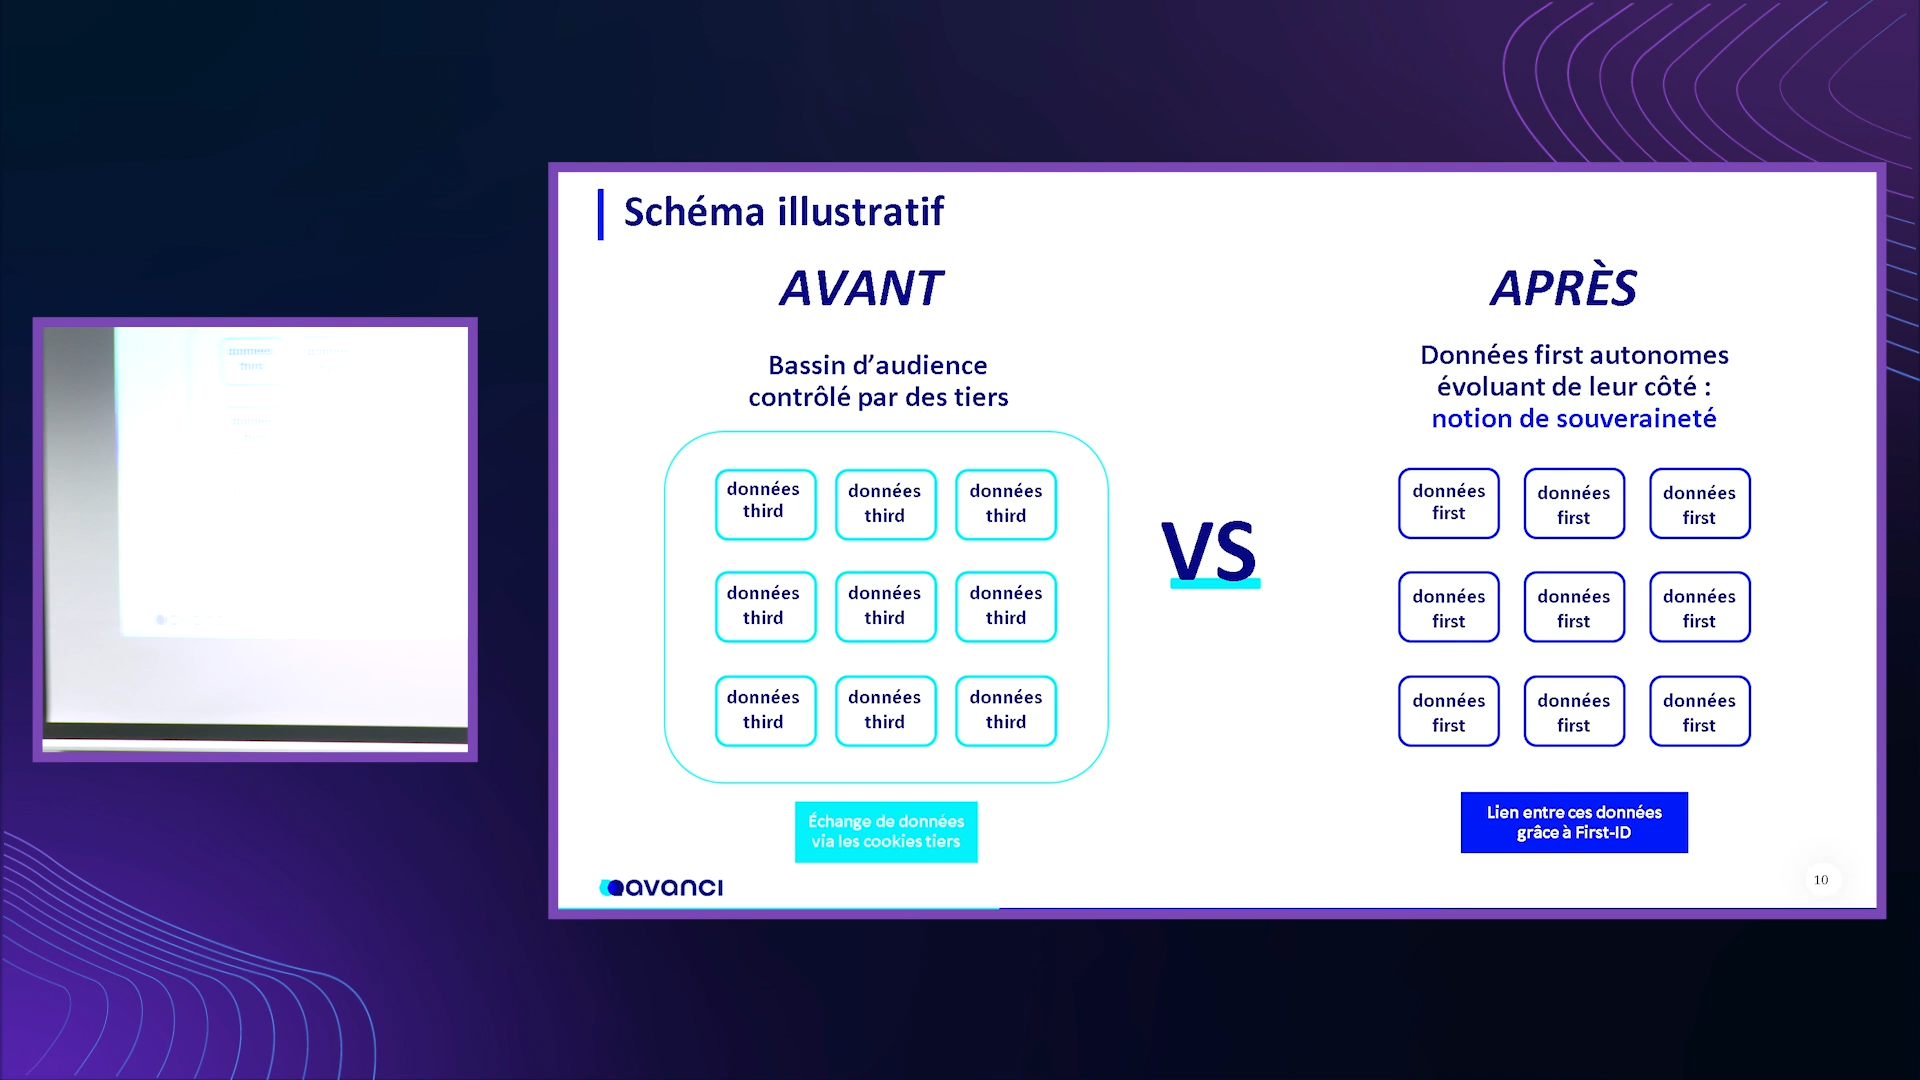 Schéma illustratif
AVANT
Bassin d'audience
contrôlé par des tiers
données third
données third
données third
données third
données third
données third
données third
données third
données third
Échange de données
via les cookies tiers
VS
APRÈS
Données first autonomes
évoluant de leur côté :
notion de souveraineté
données first
données first
données first
données first
données first
données first
données first
données first
données first
Lien entre ces données
grâce à First-ID
avanci
10